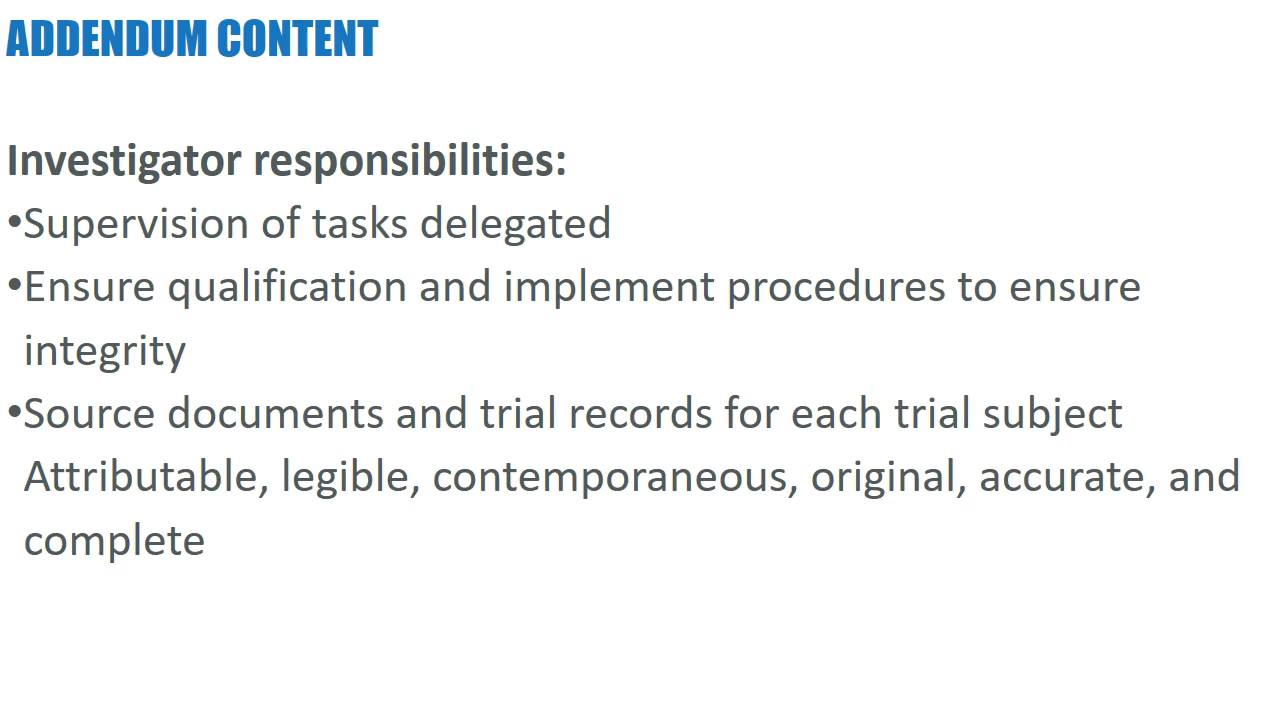 ADDENDUM CONTENT
Investigator responsibilities:
•Supervision of tasks delegated
•Ensure qualification and implement procedures to ensure
integrity
•Source documents and trial records for each trial subject
Attributable, legible, contemporaneous, original, accurate, and
complete